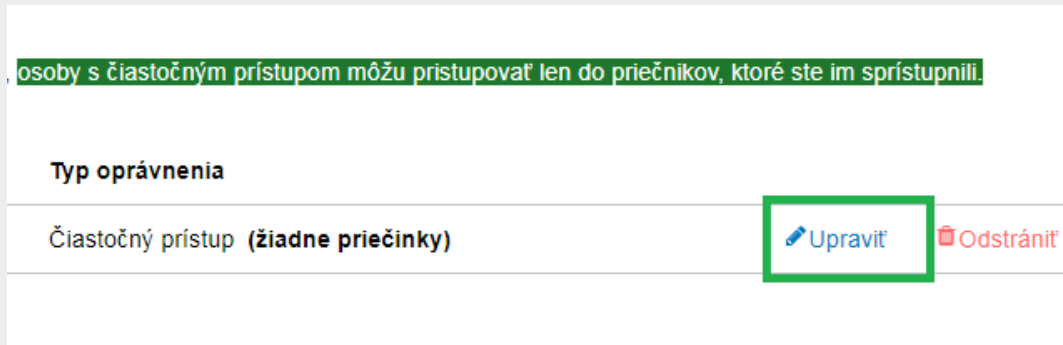 , osoby s čiastočným prístupom môžu pristupovať len do priečnikov, ktoré ste im sprístupnili.
Typ oprávnenia
Čiastočný prístup (žiadne priečinky) Upraviť Odstrániť